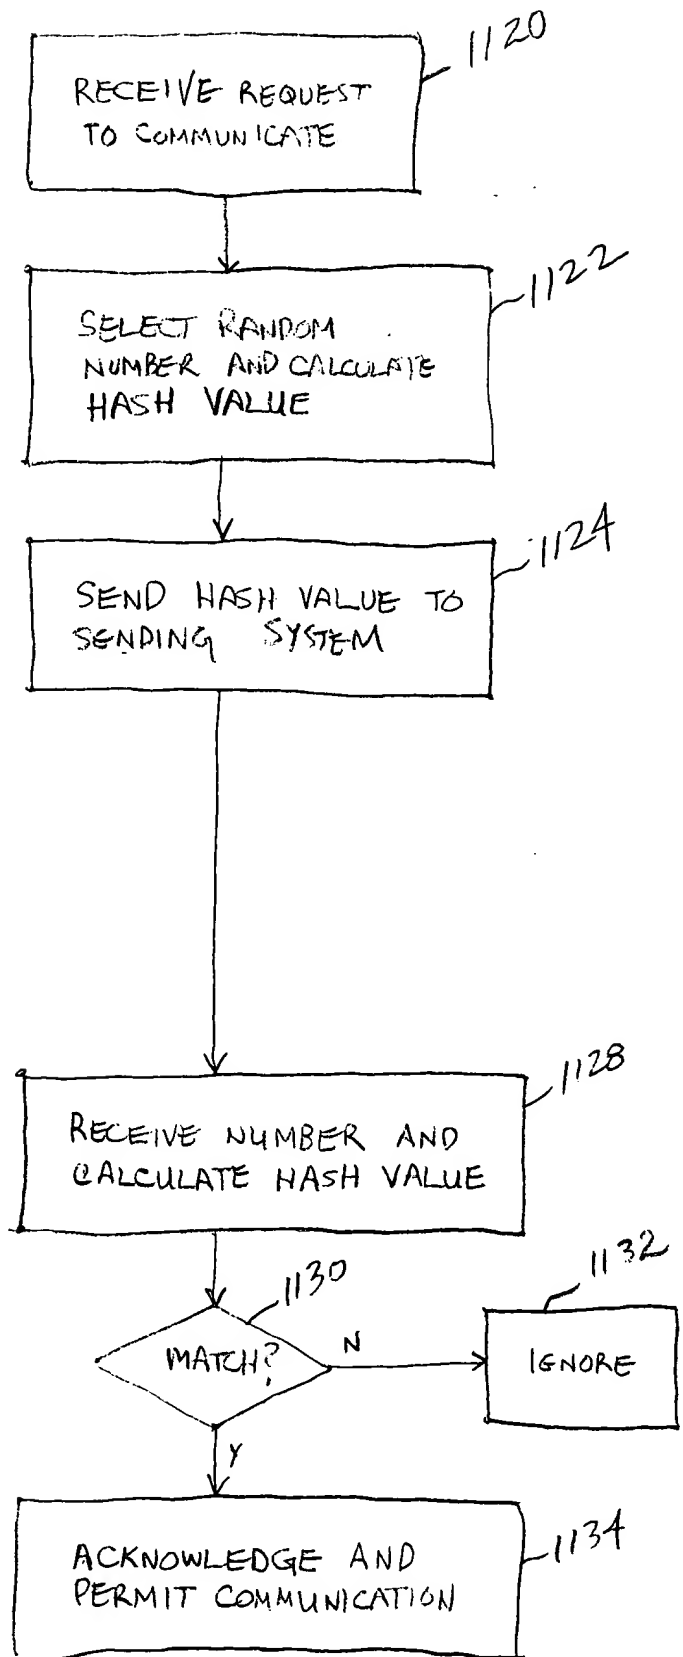 1120
RECEIVE REQUEST
TO COMMUNICATE
1122
SELECT RANDOM
NUMBER AND CALCULATE
HASH VALUE
1124
SEND HASH VALUE TO
SENDING SYSTEM
1128
RECEIVE NUMBER AND
CALCULATE HASH VALUE
1130
1132
MATCH?
N
IGNORE
Y
1134
ACKNOWLEDGE AND
PERMIT COMMUNICATION